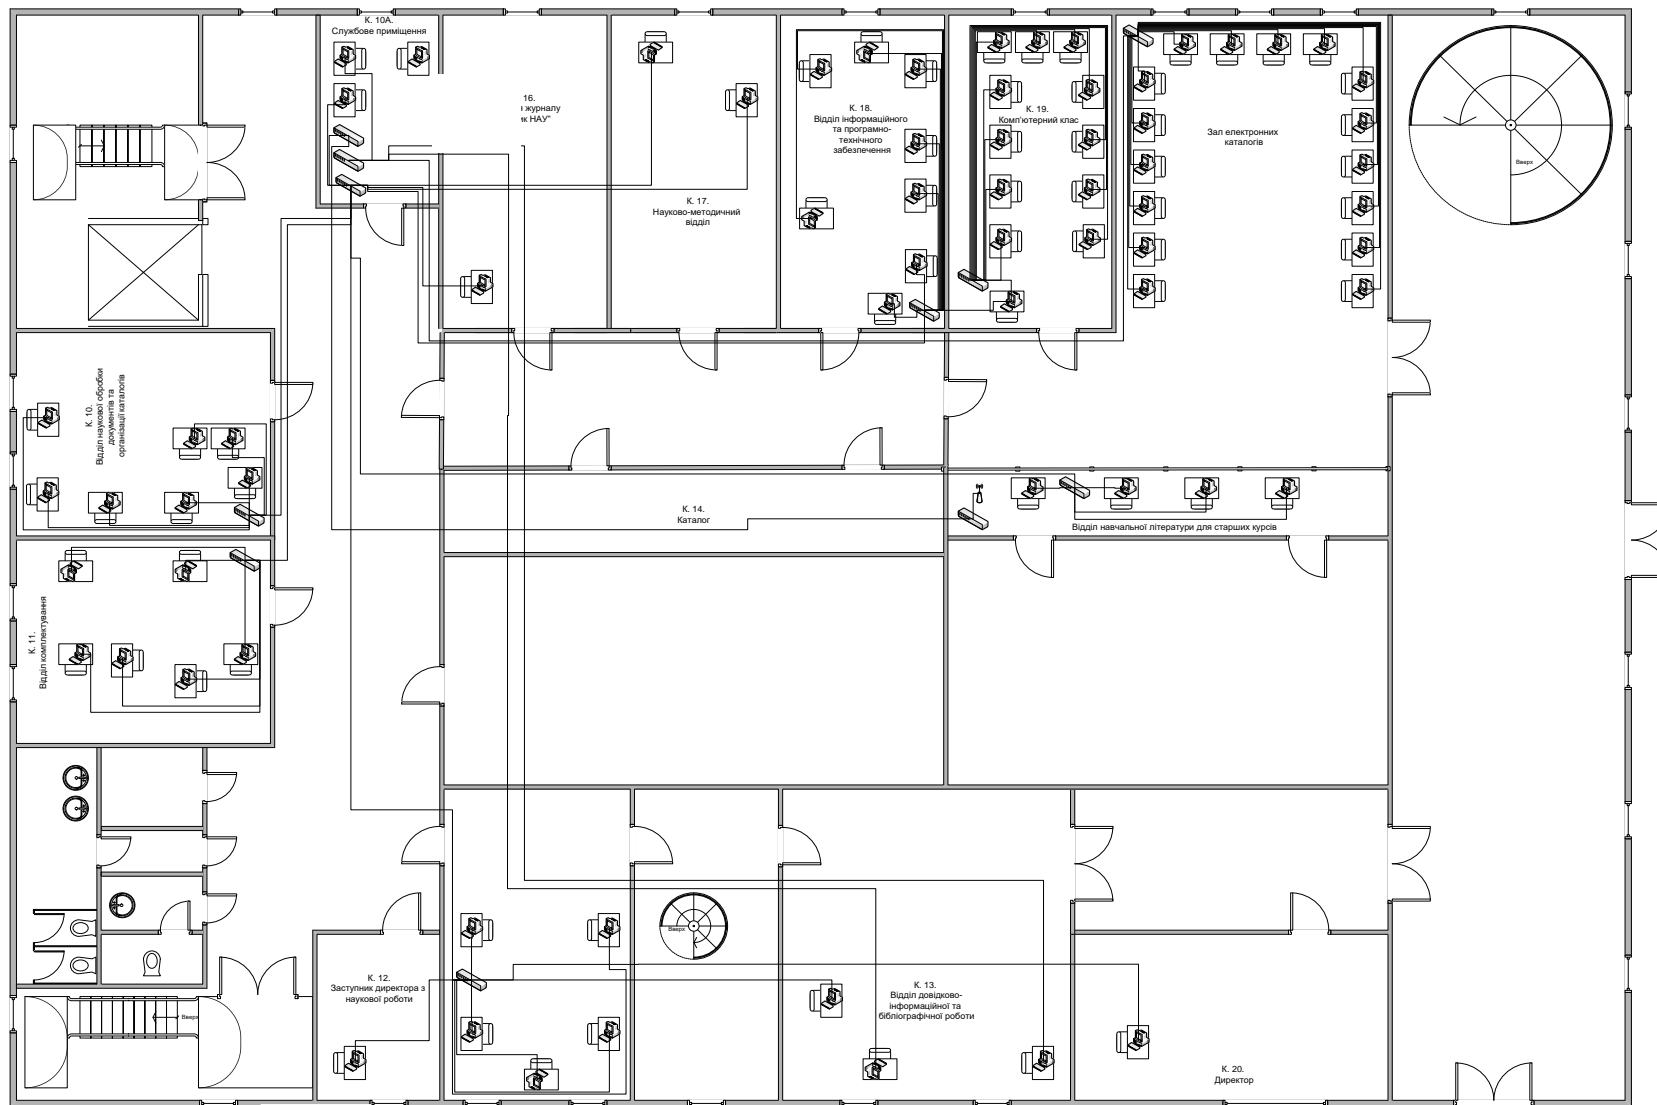 К. 10А.
Службове приміщення
16.
журналу
НАУ"
К. 17.
Науково-методичний
відділ
К. 18.
Відділ інформаційного
та програмно-
технічного
забезпечення
К. 19.
Комп'ютерний клас
Зал електронних
каталогів
Вверх
К. 10.
Відділ наукової обробки
документів та
організації каталогів
К. 14.
Каталог
Відділ навчальної літератури для старших курсів
К. 11.
Відділ комплектування
Вверх
К. 12.
Заступник директора з
наукової роботи
К. 13.
Відділ довідково-
інформаційної та
бібліографічної роботи
Вверх
К. 20.
Директор